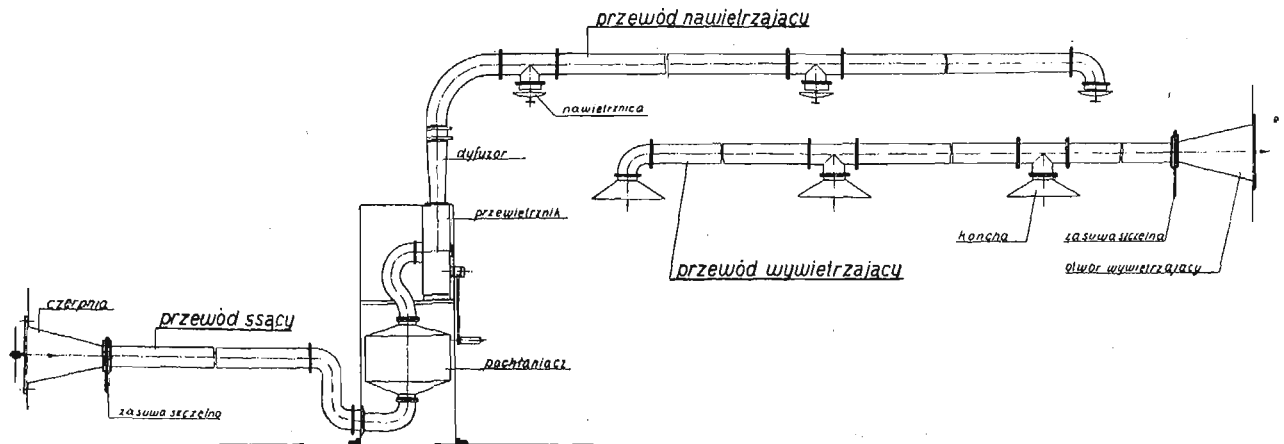 przewód nawietrzający
nawietrznica
dyfuzor
przewietrznik
koncha
zasuwa szczelna
przewód wywietrzający
otwór wywietrzający
czerpnia
przewód ssący
pochłaniacz
zasuwa szczelna